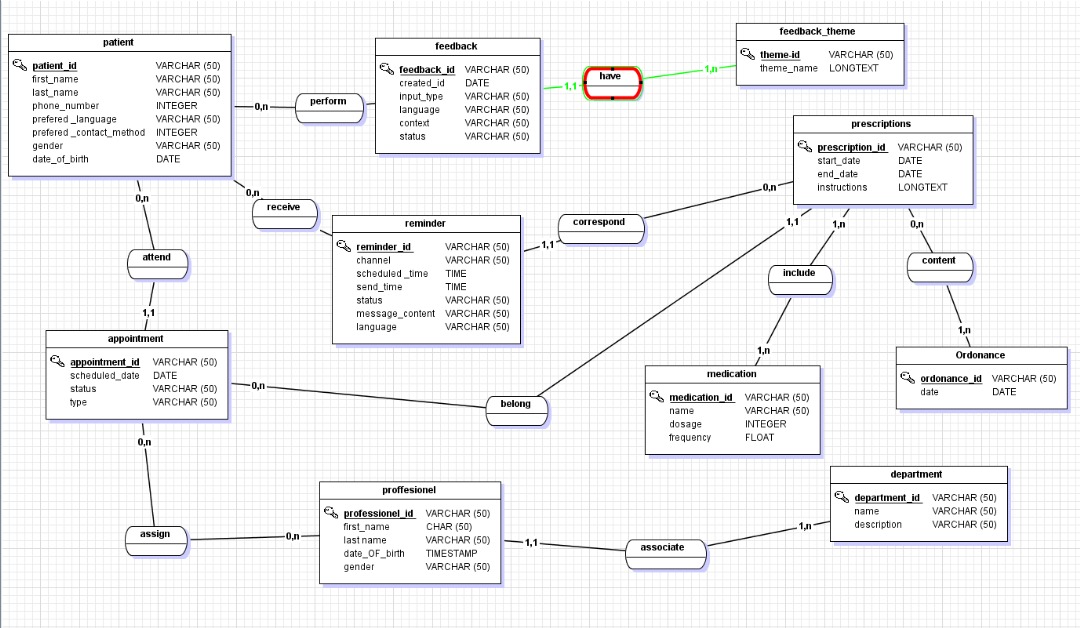 patient
patient_id VARCHAR (50)
first_name VARCHAR (50)
last_name VARCHAR (50)
phone_number INTEGER
prefered _language VARCHAR (50)
prefered _contact_method INTEGER
gender VARCHAR (50)
date_of_birth DATE
0,n
perform
feedback
feedback_id VARCHAR (50)
created_id DATE
input_type VARCHAR (50)
language VARCHAR (50)
context VARCHAR (50)
status VARCHAR (50)
1,1
have
1,n
feedback_theme
theme-id VARCHAR (50)
theme_name LONGTEXT
prescriptions
prescription_id VARCHAR (50)
start_date DATE
end_date DATE
instructions LONGTEXT
0,n
receive
reminder
reminder_id VARCHAR (50)
channel VARCHAR (50)
scheduled _time TIME
send_time TIME
status VARCHAR (50)
message_content VARCHAR (50)
language VARCHAR (50)
1,1
correspond
0,n
0,n
attend
1,1
1,1
1,n
0,n
include
content
1,n
1,n
appointment
appointment_id VARCHAR (50)
scheduled_date DATE
status VARCHAR (50)
type VARCHAR (50)
0,n
belong
medication
medication_id VARCHAR (50)
name VARCHAR (50)
dosage INTEGER
frequency FLOAT
Ordonance
ordonance_id VARCHAR (50)
date DATE
0,n
assign
0,n
proffesionel
professionel_id VARCHAR (50)
first_name CHAR (50)
last name VARCHAR (50)
date_OF_birth TIMESTAMP
gender VARCHAR (50)
1,1
associate
1,n
department
department_id VARCHAR (50)
name VARCHAR (50)
description VARCHAR (50)